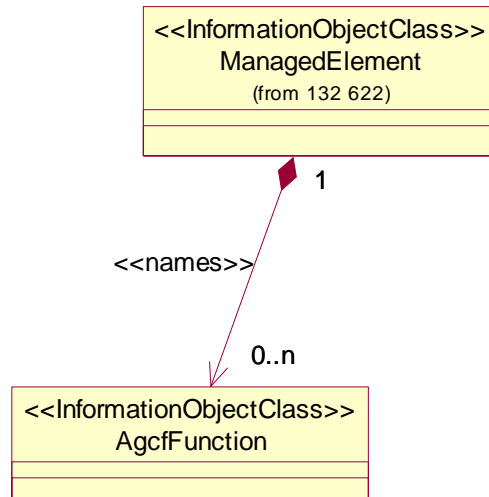 <<InformationObjectClass>>
ManagedElement
(from 132 622)
1
<<names>>
0..n
<<InformationObjectClass>>
AgcfFunction